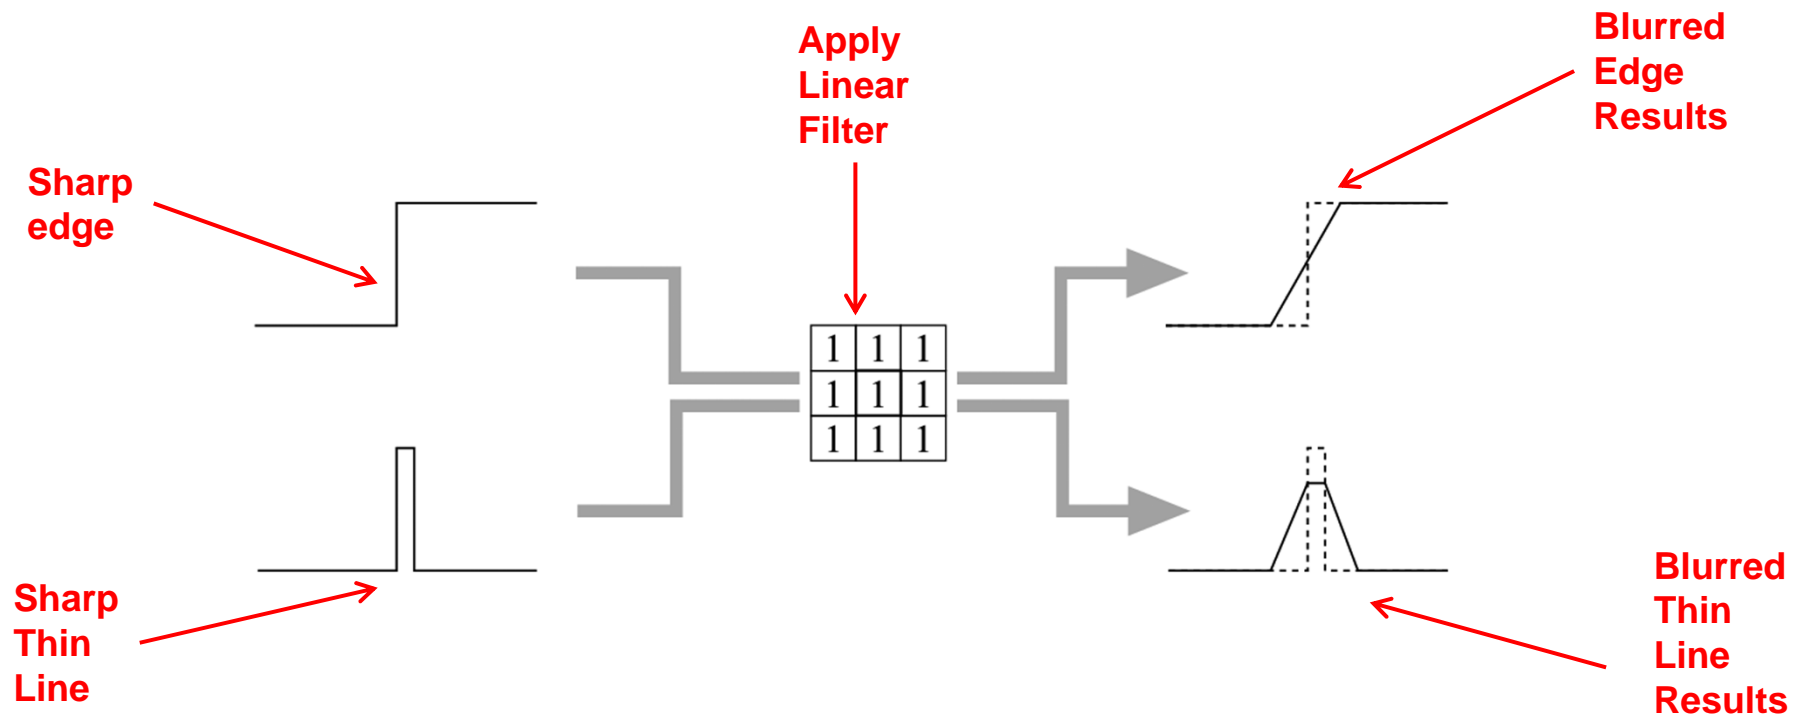 Sharp
edge
Sharp
Thin
Line
Apply
Linear
Filter
1 1 1
1 1 1
1 1 1
Blurred
Edge
Results
Blurred
Thin
Line
Results